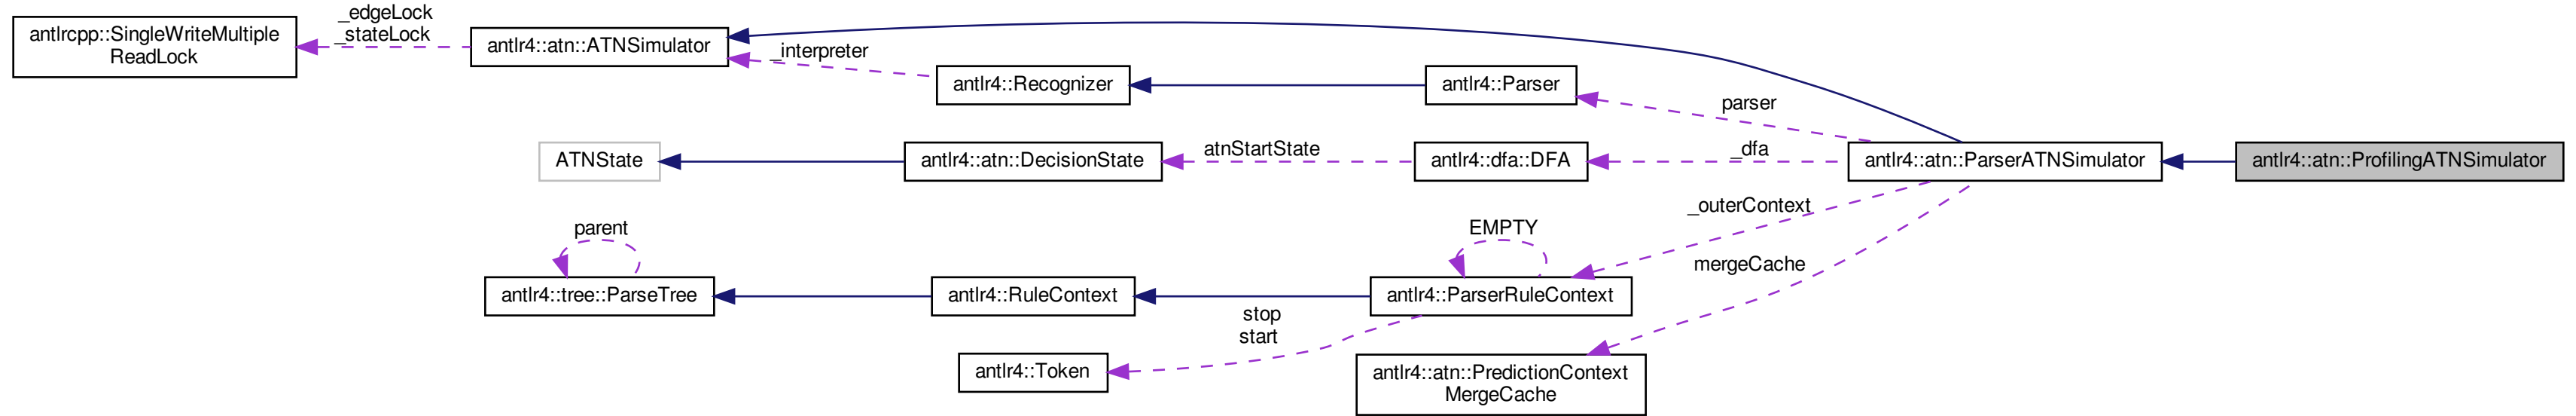 _edgeLock
_stateLock
antlrcpp::SingleWriteMultiple
ReadLock
antlr4::atn::ATNSimulator
_interpreter
antlr4::Recognizer
antlr4::Parser
parser
ATNState
antlr4::atn::DecisionState
atnStartState
antlr4::dfa::DFA
_dfa
antlr4::atn::ParserATNSimulator
antlr4::atn::ProfilingATNSimulator
_outerContext
parent
EMPTY
mergeCache
antlr4::tree::ParseTree
antlr4::RuleContext
antlr4::ParserRuleContext
stop
start
antlr4::Token
antlr4::atn::PredictionContext
MergeCache